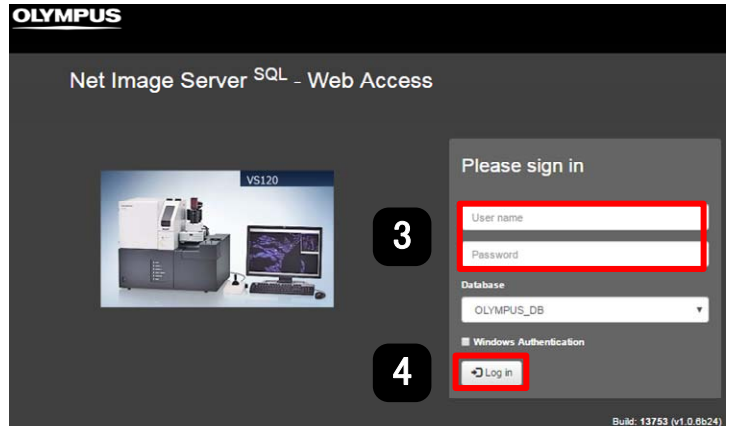 OLYMPUS
Net Image Server SQL - Web Access
VS120
Please sign in
3
User name
Password
Database
OLYMPUS_DB
Windows Authentication
4
Log in
Build: 13753 (v1.0.6b24)